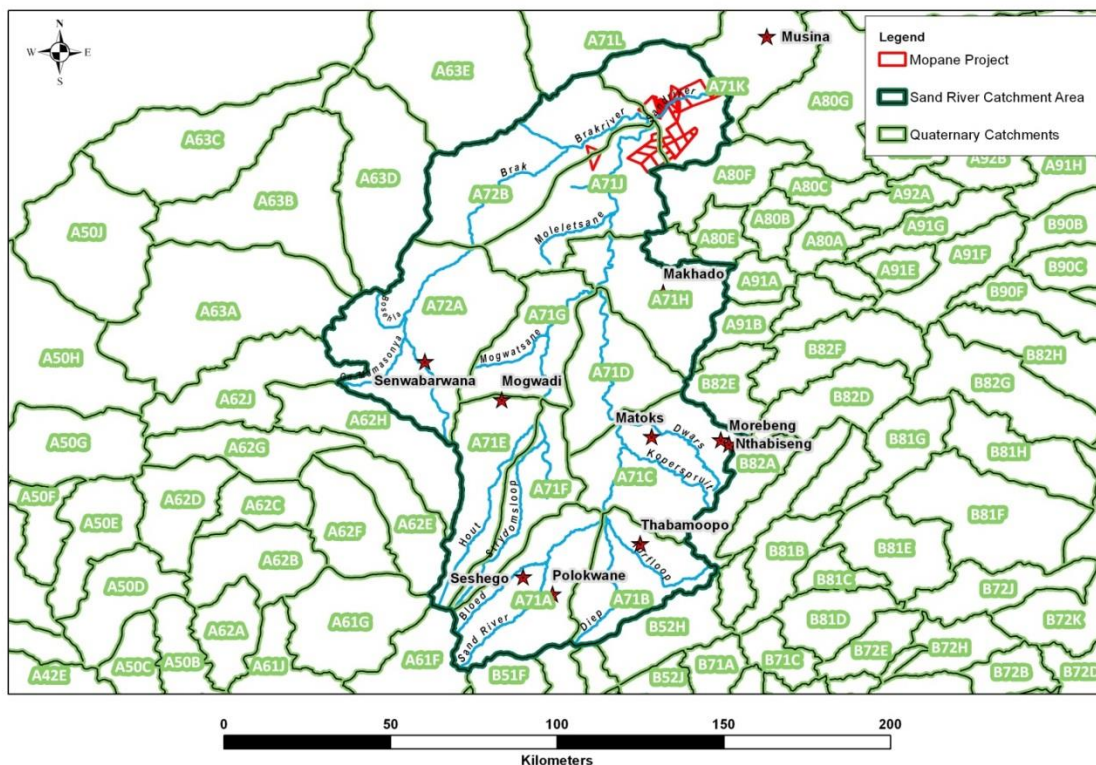 N
W E
S
A71L
Musina
Legend
Mopane Project
Sand River Catchment Area
Quaternary Catchments
A63E
A71K
A80G
Brakriver
A63C
A92B
A91H
A63D
A80F
A80C
A92A
Brak
A71J
A72B
A63B
A80B
A91G
B90B
A50J
Moleletsane
A80E
A80A
A91F
A91E
B90C
Makhado
A91A
A71H
B90F
A72A
A63A
A71G
A91B
B82F
B82H
A50H
Mogwatsane
Senwabarwana
Mogwadi
A71D
B82E
B82G
A62J
B82D
A62H
Matoks
Dwars
Morebeng
Nthabiseng
A50G
A62G
A71E
B81G
B81H
B82A
Koperspruit
A71C
A50F
A62D
A62C
A71F
A50E
A62F
A62E
Hout
Strydomsloop
B81F
Thabamoopo
A62B
B81B
B81E
Seshego
Polokwane
A50D
B81C
B72J
Bloed
A71A
A71B
A62A
A61G
Diep
B81D
B72K
Sand River
B52H
A50B
A61F
B72E
B72H
A42E
A50C
A61J
B51F
B52J
B71A
B71C
B72B
B72D
0 50 100 150 200
Kilometers